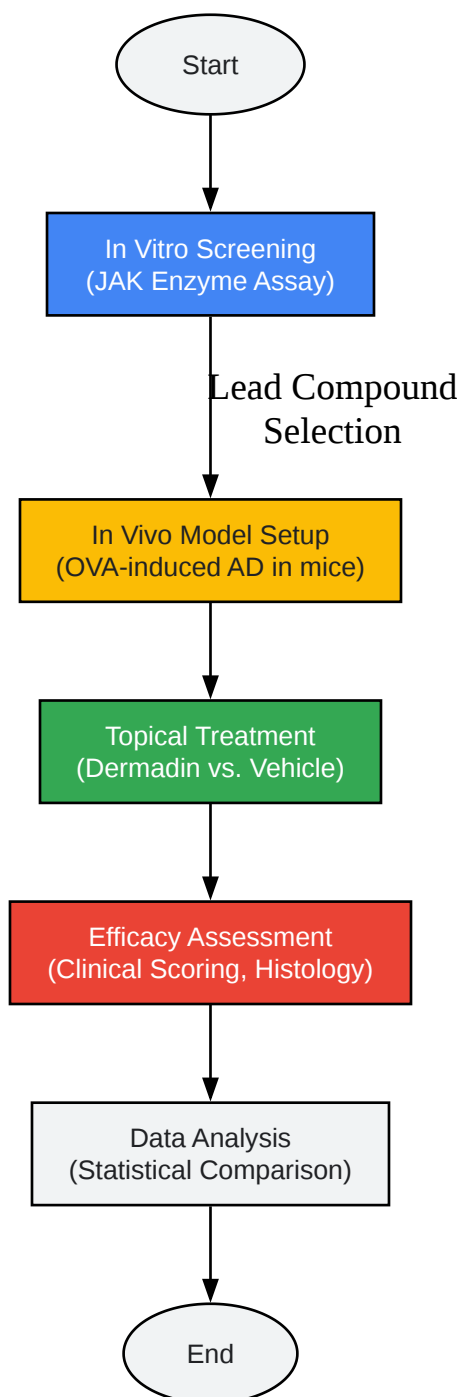 Start
In Vitro Screening
(JAK Enzyme Assay)
Lead Compound
Selection
In Vivo Model Setup
(OVA-induced AD in mice)
Topical Treatment
(Dermadin vs. Vehicle)
Efficacy Assessment
(Clinical Scoring, Histology)
Data Analysis
(Statistical Comparison)
End